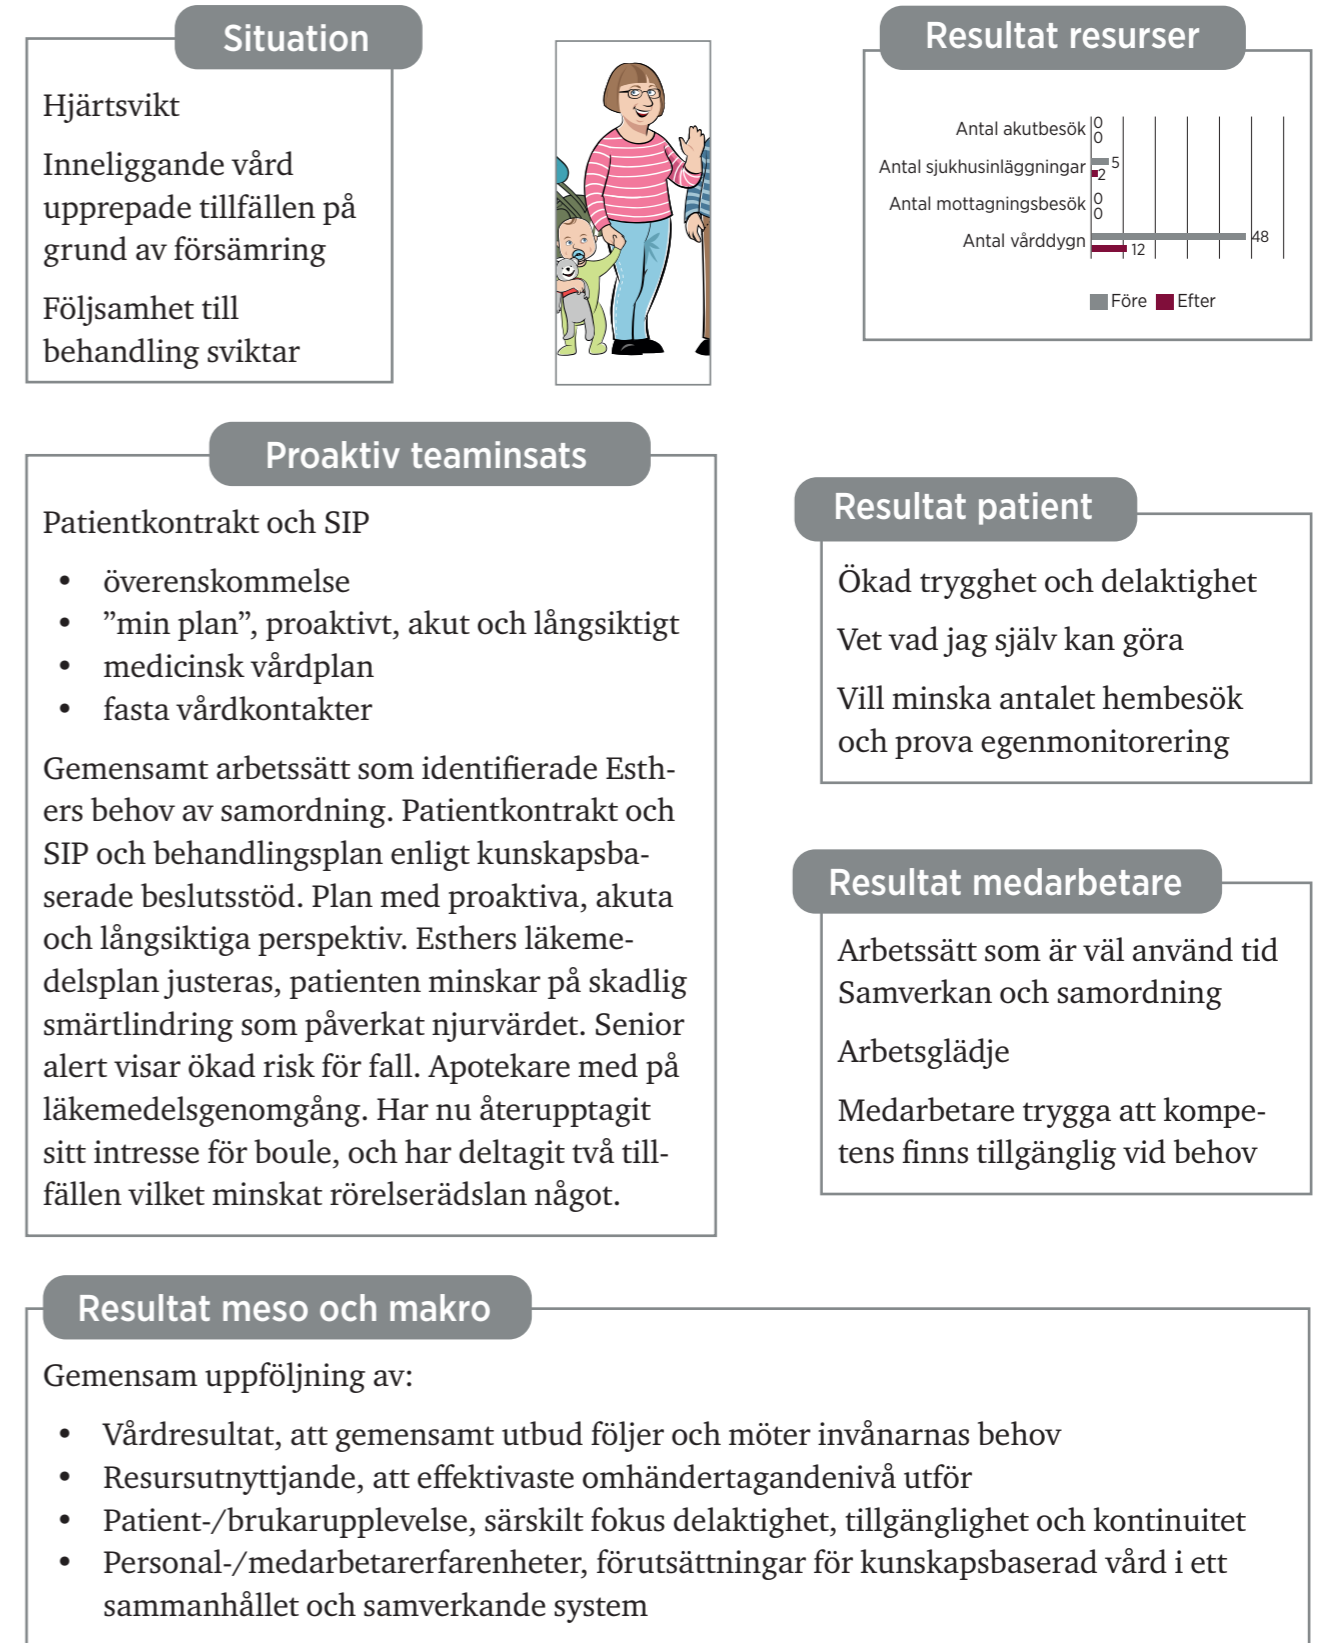 Situation
Hjärtsvikt
Inneliggande vård
upprepade tillfällen på
grund av försämring
Följsamhet till
behandling sviktar
Resultat resurser
Antal akutbesök 0
0
Antal sjukhusinläggningar 5
2
Antal mottagningsbesök 0
0
Antal vårddygn 48
12
Före Efter
Proaktiv teaminsats
Patientkontrakt och SIP
• överenskommelse
• ”min plan”, proaktivt, akut och långsiktigt
• medicinsk vårdplan
• fasta vårdkontakter
Gemensamt arbetssätt som identifierade Esth-
ers behov av samordning. Patientkontrakt och
SIP och behandlingsplan enligt kunskapsba-
serade beslutsstöd. Plan med proaktiva, akuta
och långsiktiga perspektiv. Esthers läkeme-
delsplan justeras, patienten minskar på skadlig
smärtlindring som påverkat njurvärdet. Senior
alert visar ökad risk för fall. Apotekare med på
läkemedelsgenomgång. Har nu återupptagit
sitt intresse för boule, och har deltagit två till-
fällen vilket minskat rörelserädslan något.
Resultat patient
Ökad trygghet och delaktighet
Vet vad jag själv kan göra
Vill minska antalet hembesök
och prova egenmonitorering
Resultat medarbetare
Arbetssätt som är väl använd tid
Samverkan och samordning
Arbetsglädje
Medarbetare trygga att kompe-
tens finns tillgänglig vid behov
Resultat meso och makro
Gemensam uppföljning av:
• Vårdresultat, att gemensamt utbud följer och möter invånarnas behov
• Resursutnyttjande, att effektivaste omhändertagandenivå utför
• Patient-/brukarupplevelse, särskilt fokus delaktighet, tillgänglighet och kontinuitet
• Personal-/medarbetarerfarenheter, förutsättningar för kunskapsbaserad vård i ett
sammanhållet och samverkande system